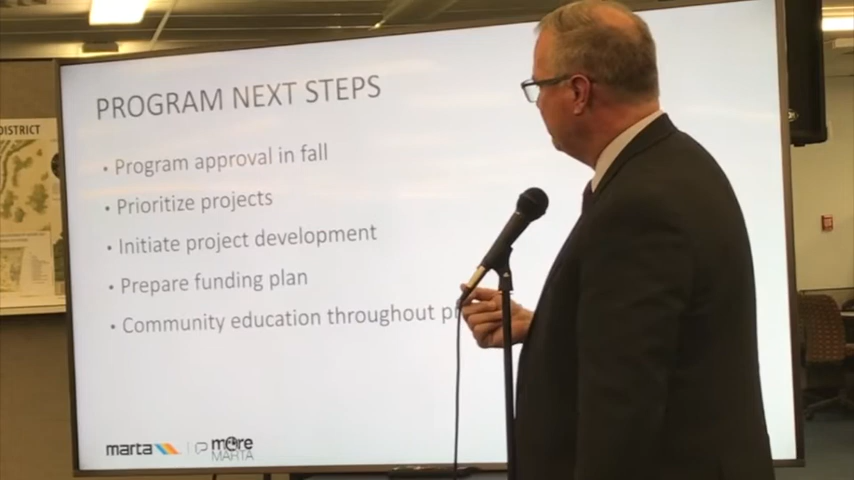 DISTRICT
PROGRAM NEXT STEPS
• Program approval in fall
• Prioritize projects
• Initiate project development
• Prepare funding plan
• Community education throughout
marta
more
MARTA